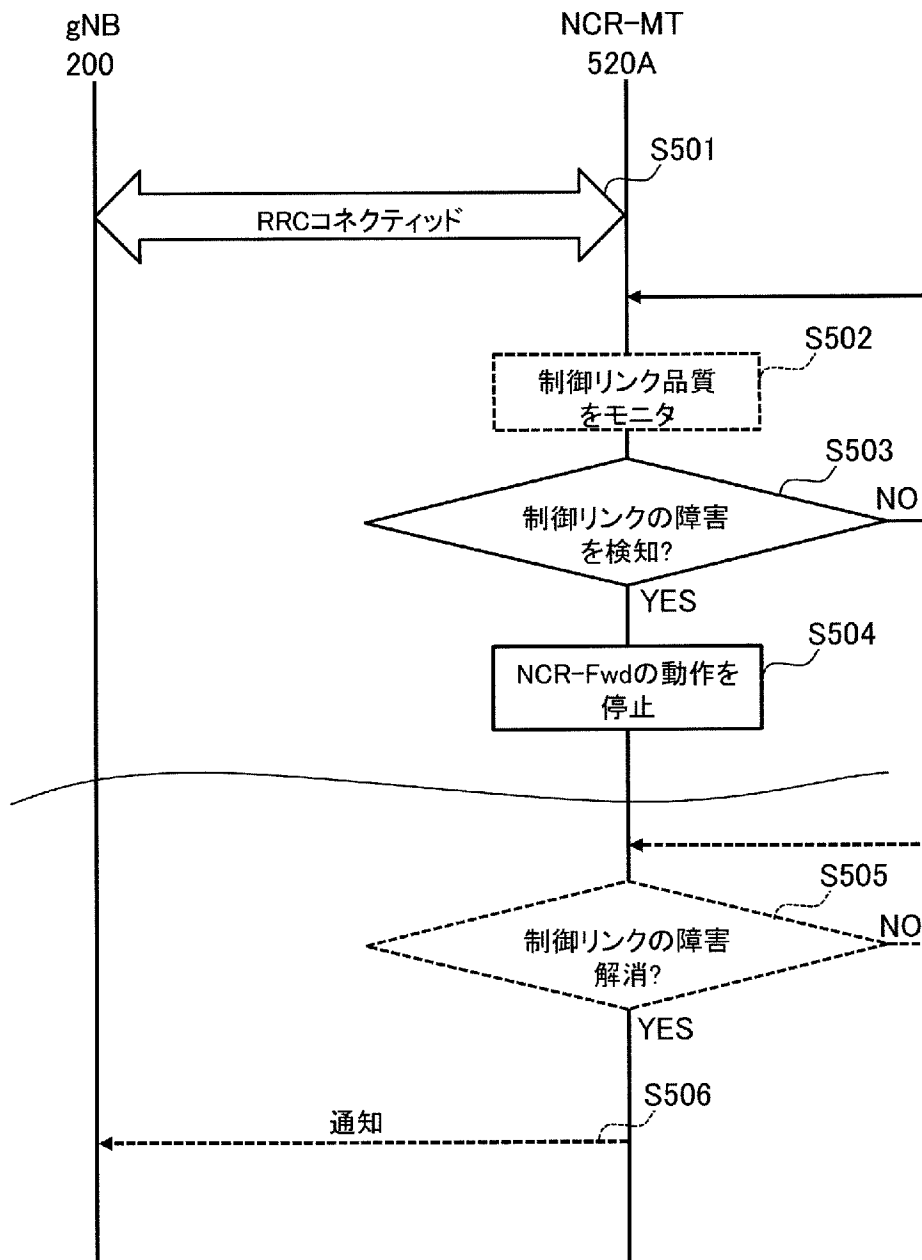 gNB
200
NCR-MT
520A
S501
RRCコネクティッド
S502
制御リンク品質
をモニタ
S503
制御リンクの障害
を検知?
NO
YES
S504
NCR-Fwdの動作を
停止
S505
制御リンクの障害
解消?
NO
YES
S506
通知